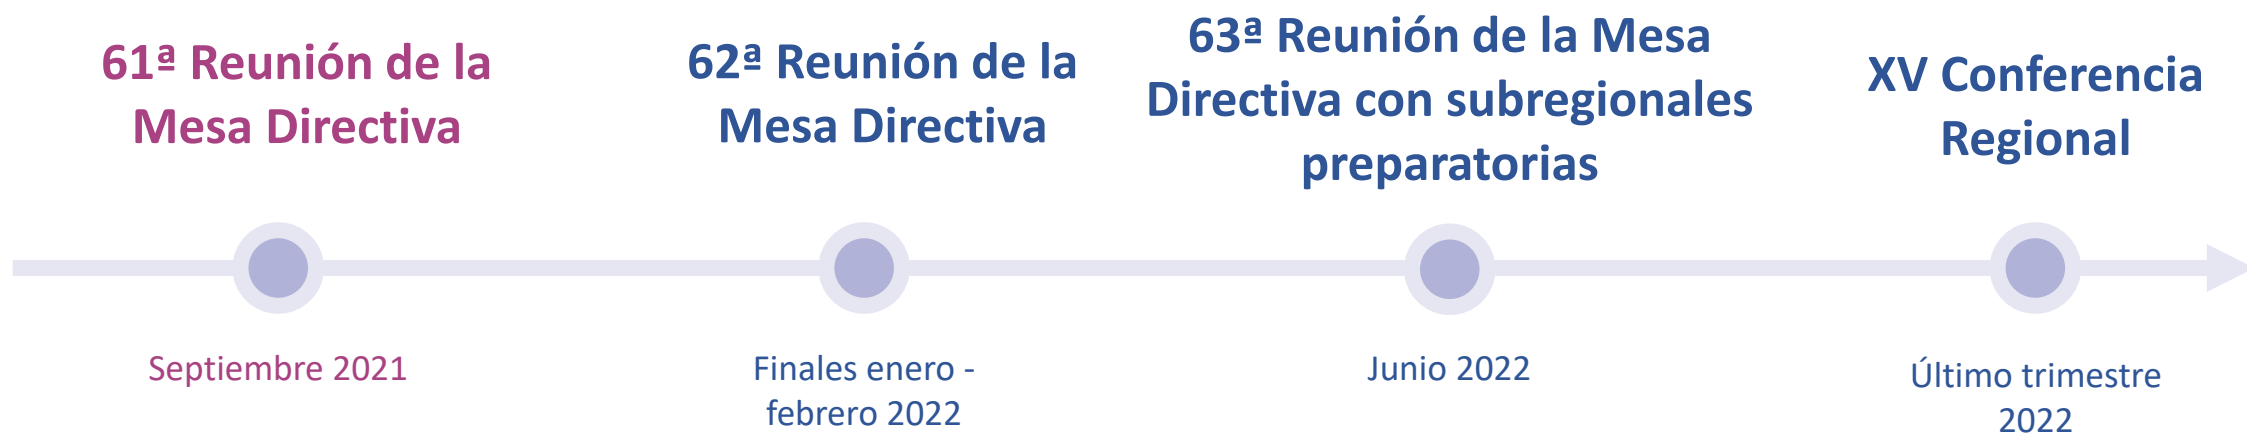 61ª Reunión de la
Mesa Directiva
62ª Reunión de la
Mesa Directiva
63ª Reunión de la Mesa
Directiva con subregionales
preparatorias
XV Conferencia
Regional
Septiembre 2021
Finales enero -
febrero 2022
Junio 2022
Último trimestre
2022